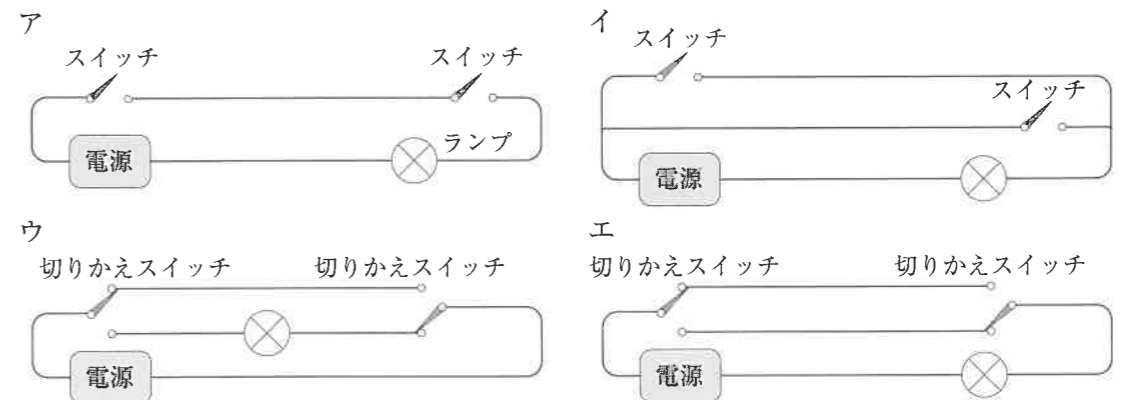 ア
スイッチ
スイッチ
電源
ランプ
イ
スイッチ
スイッチ
電源
ウ
切りかえスイッチ
切りかえスイッチ
電源
エ
切りかえスイッチ
切りかえスイッチ
電源